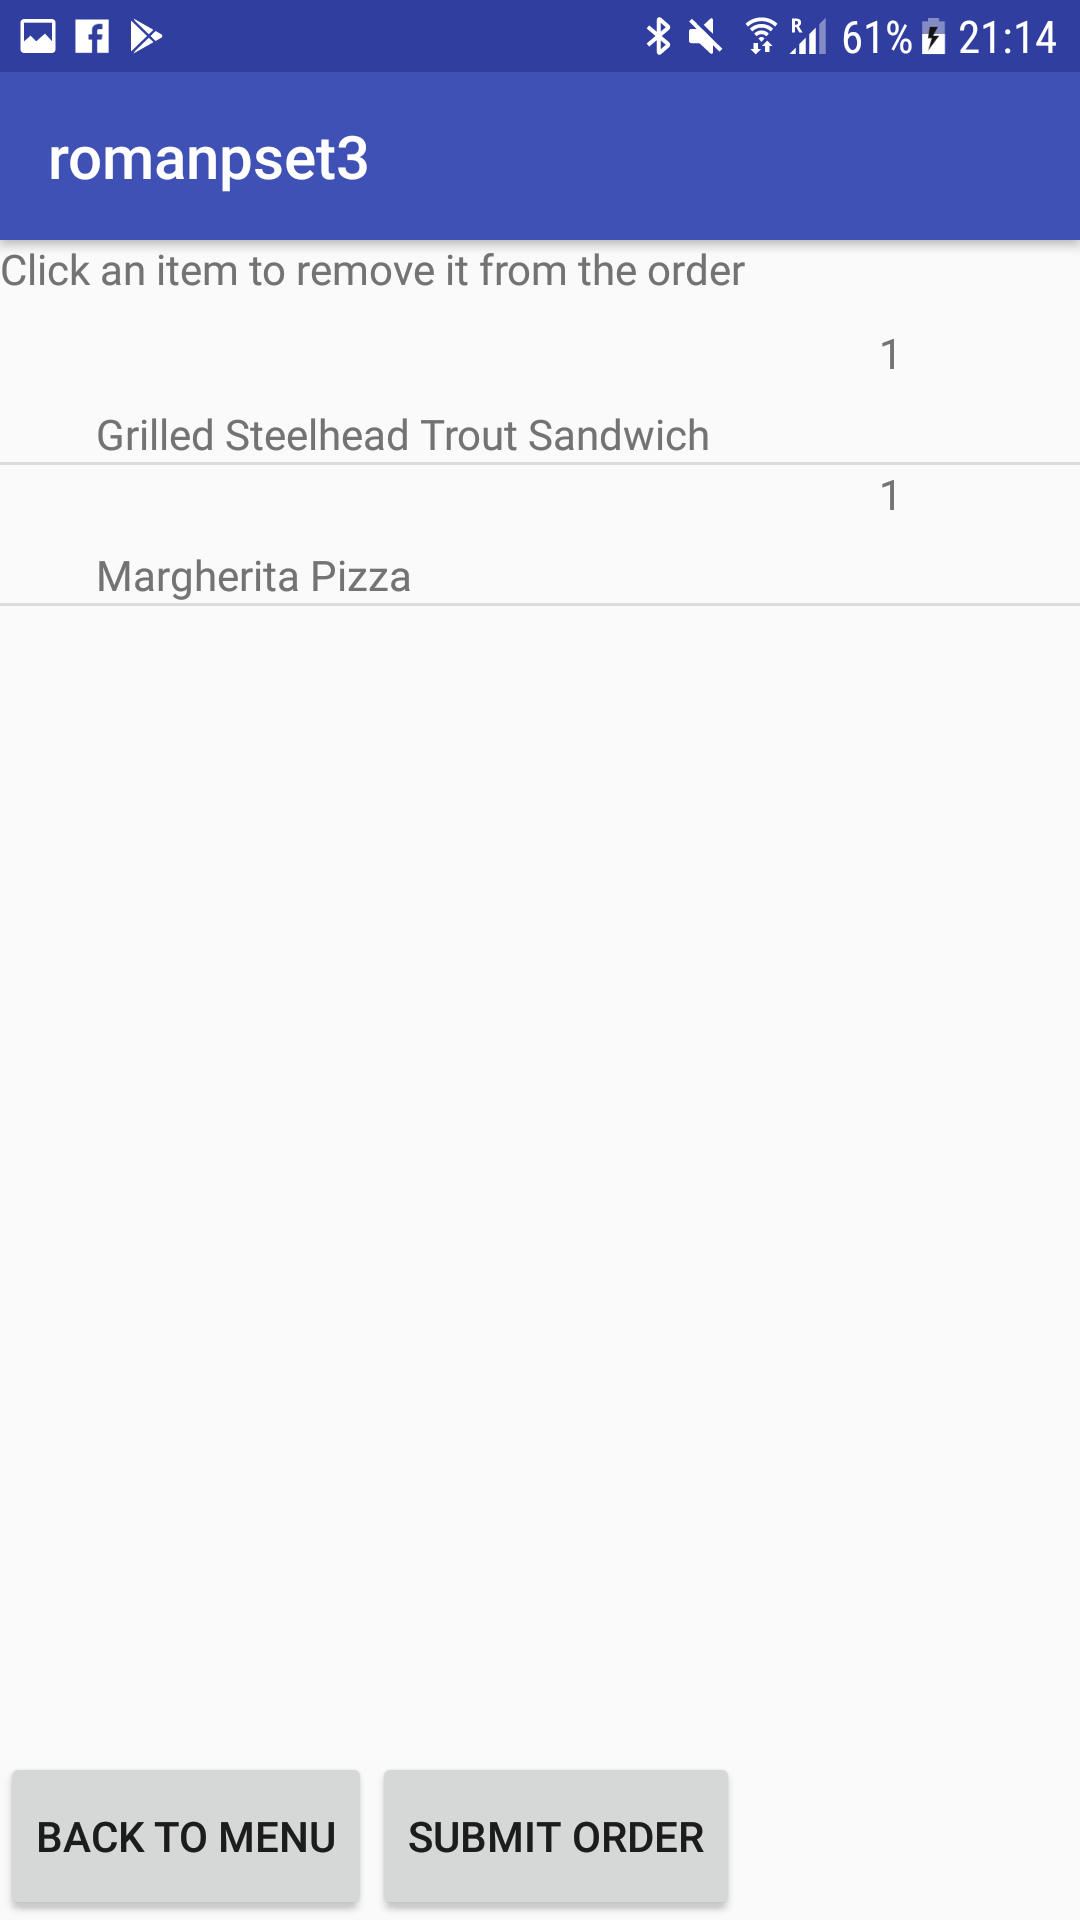 R 61% 21:14
romanpset3
Click an item to remove it from the order
1
Grilled Steelhead Trout Sandwich
1
Margherita Pizza
BACK TO MENU SUBMIT ORDER